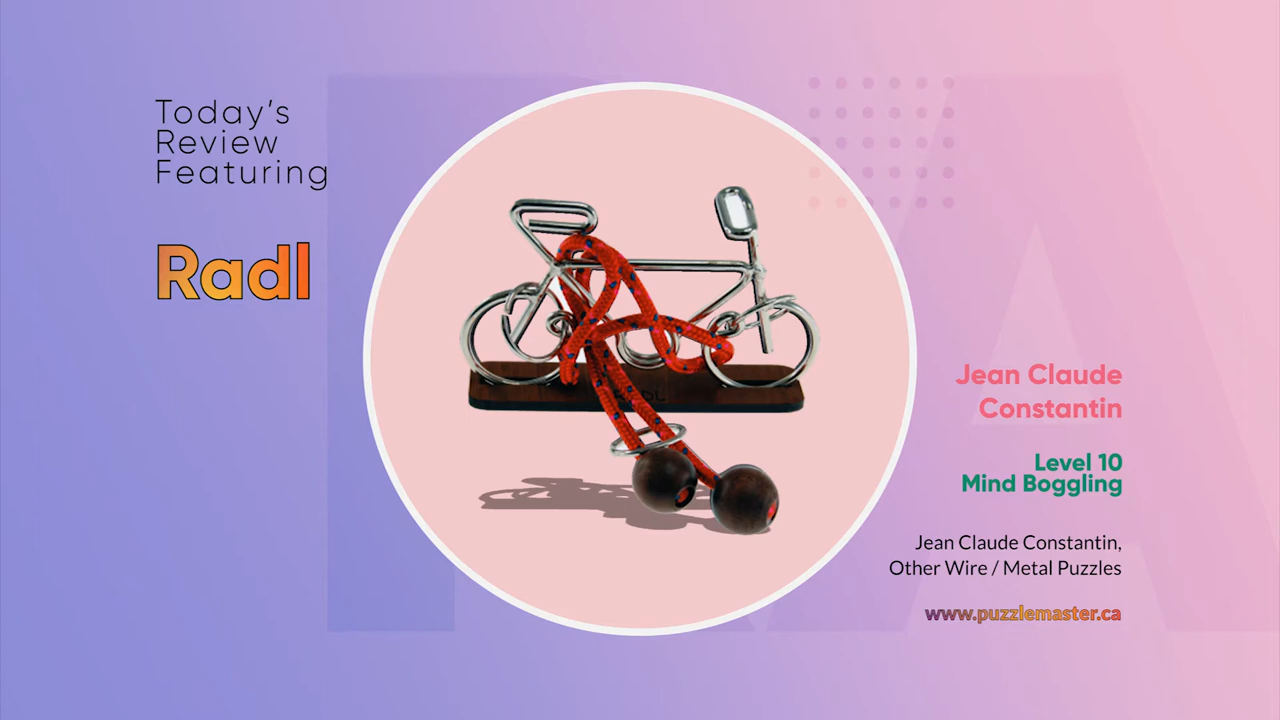 Today's
Review
Featuring
Radl
Jean Claude
Constantin
Level 10
Mind Boggling
Jean Claude Constantin,
Other Wire / Metal Puzzles
www.puzzlemaster.ca